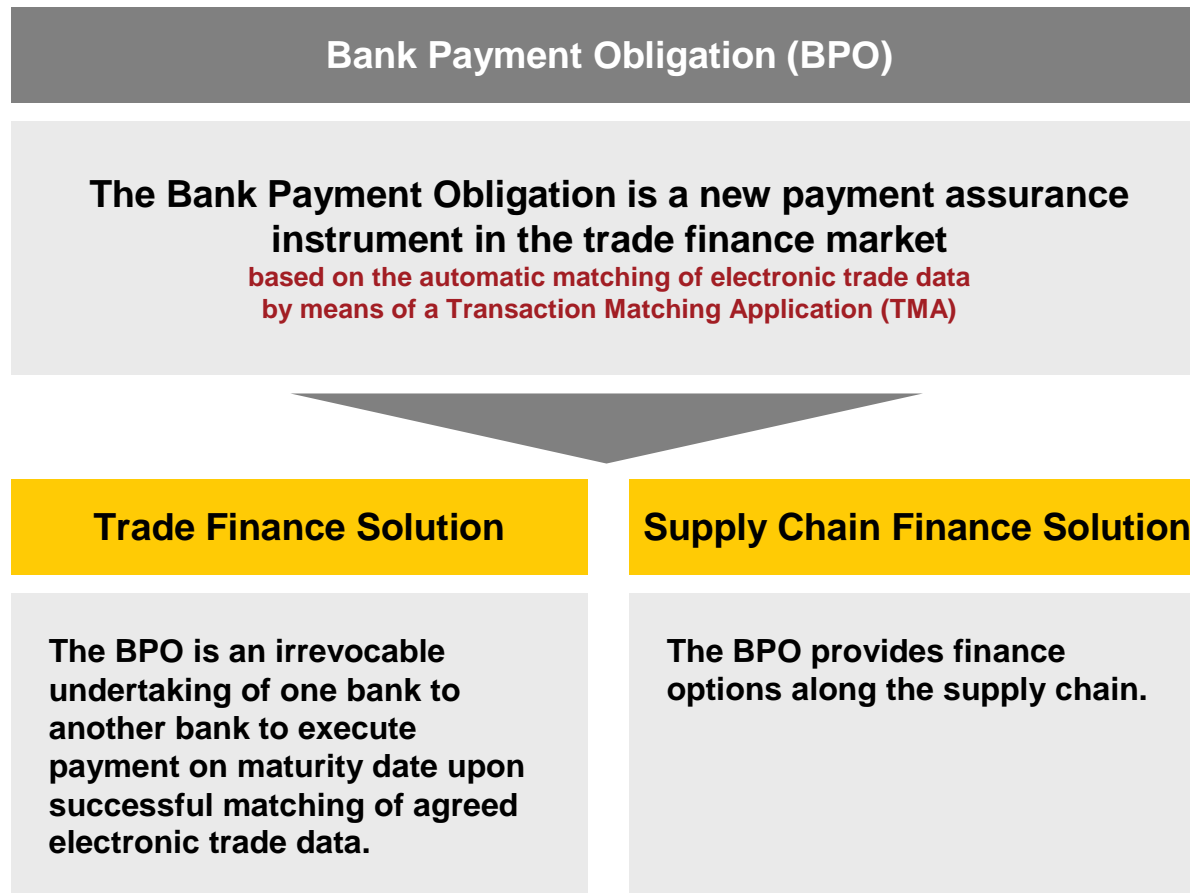 Bank Payment Obligation (BPO)
The Bank Payment Obligation is a new payment assurance
instrument in the trade finance market
based on the automatic matching of electronic trade data
by means of a Transaction Matching Application (TMA)
Trade Finance Solution
The BPO is an irrevocable
undertaking of one bank to
another bank to execute
payment on maturity date upon
successful matching of agreed
electronic trade data.
Supply Chain Finance Solution
The BPO provides finance
options along the supply chain.